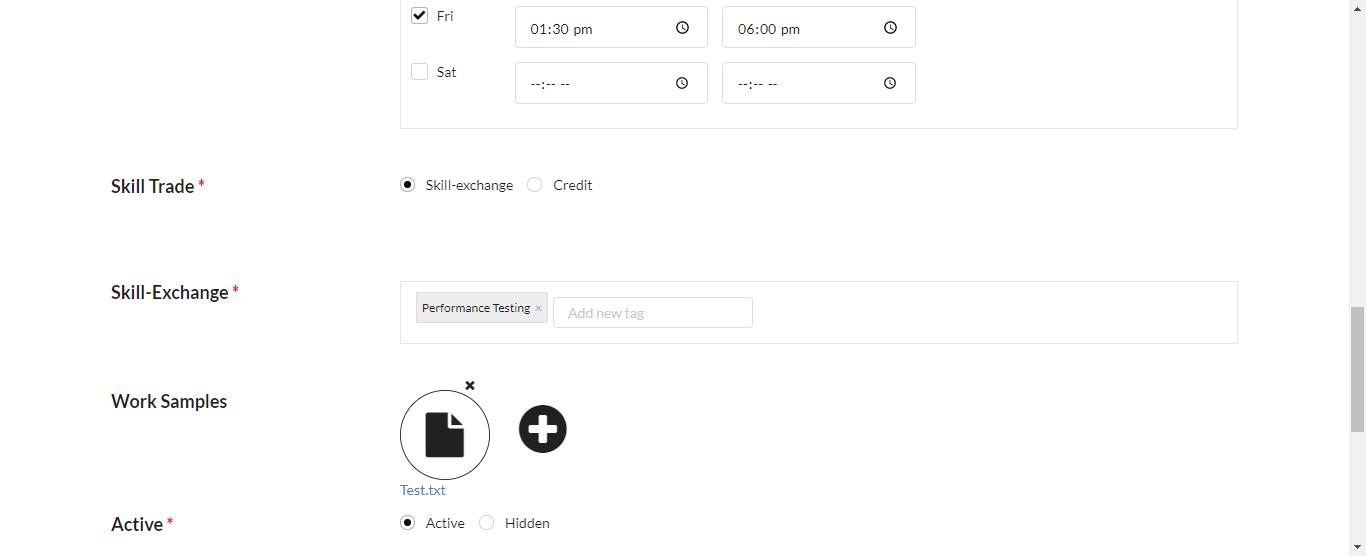 Fri 01:30 pm 06:00 pm
Sat --:-- -- --:-- --
Skill Trade * Skill-exchange Credit
Skill-Exchange * Performance Testing × Add new tag
Work Samples
Test.txt
Active * Active Hidden